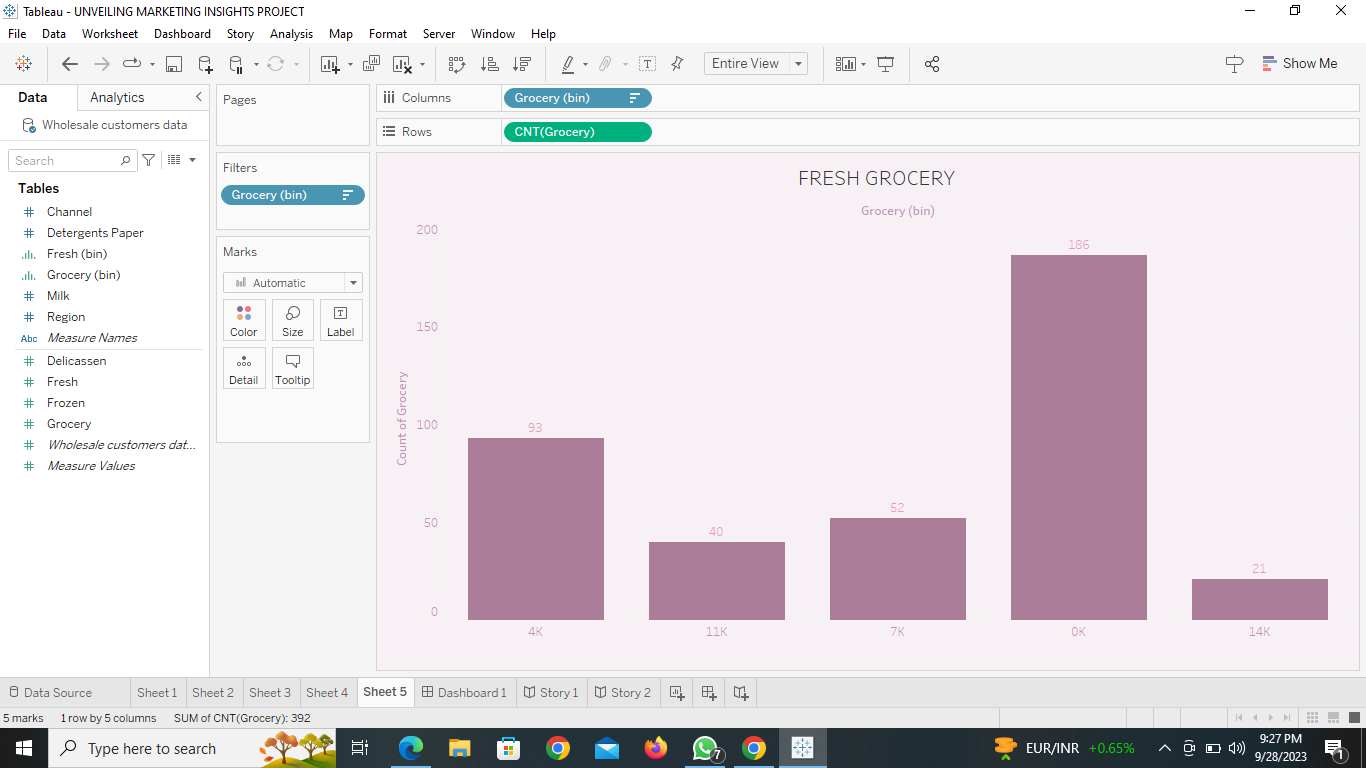 Tableau - UNVEILING MARKETING INSIGHTS PROJECT
File Data Worksheet Dashboard Story Analysis Map Format Server Window Help
Entire View
Show Me
Data Analytics
Wholesale customers data
Search
Tables
Channel
Detergents Paper
Fresh (bin)
Grocery (bin)
Milk
Region
Abc Measure Names
Delicassen
Fresh
Frozen
Grocery
Wholesale customers dat...
Measure Values
Pages
Filters
Grocery (bin)
Marks
Automatic
Color Size Label
Detail Tooltip
Columns Grocery (bin)
Rows CNT(Grocery)
FRESH GROCERY
Grocery (bin)
Count of Grocery
200
150
100
50
0
93
40
52
186
21
4K 11K 7K 0K 14K
Data Source Sheet 1 Sheet 2 Sheet 3 Sheet 4 Sheet 5 Dashboard 1 Story 1 Story 2
5 marks 1 row by 5 columns SUM of CNT(Grocery): 392
Type here to search
7
EUR/INR +0.65%
9:27 PM
9/28/2023
1